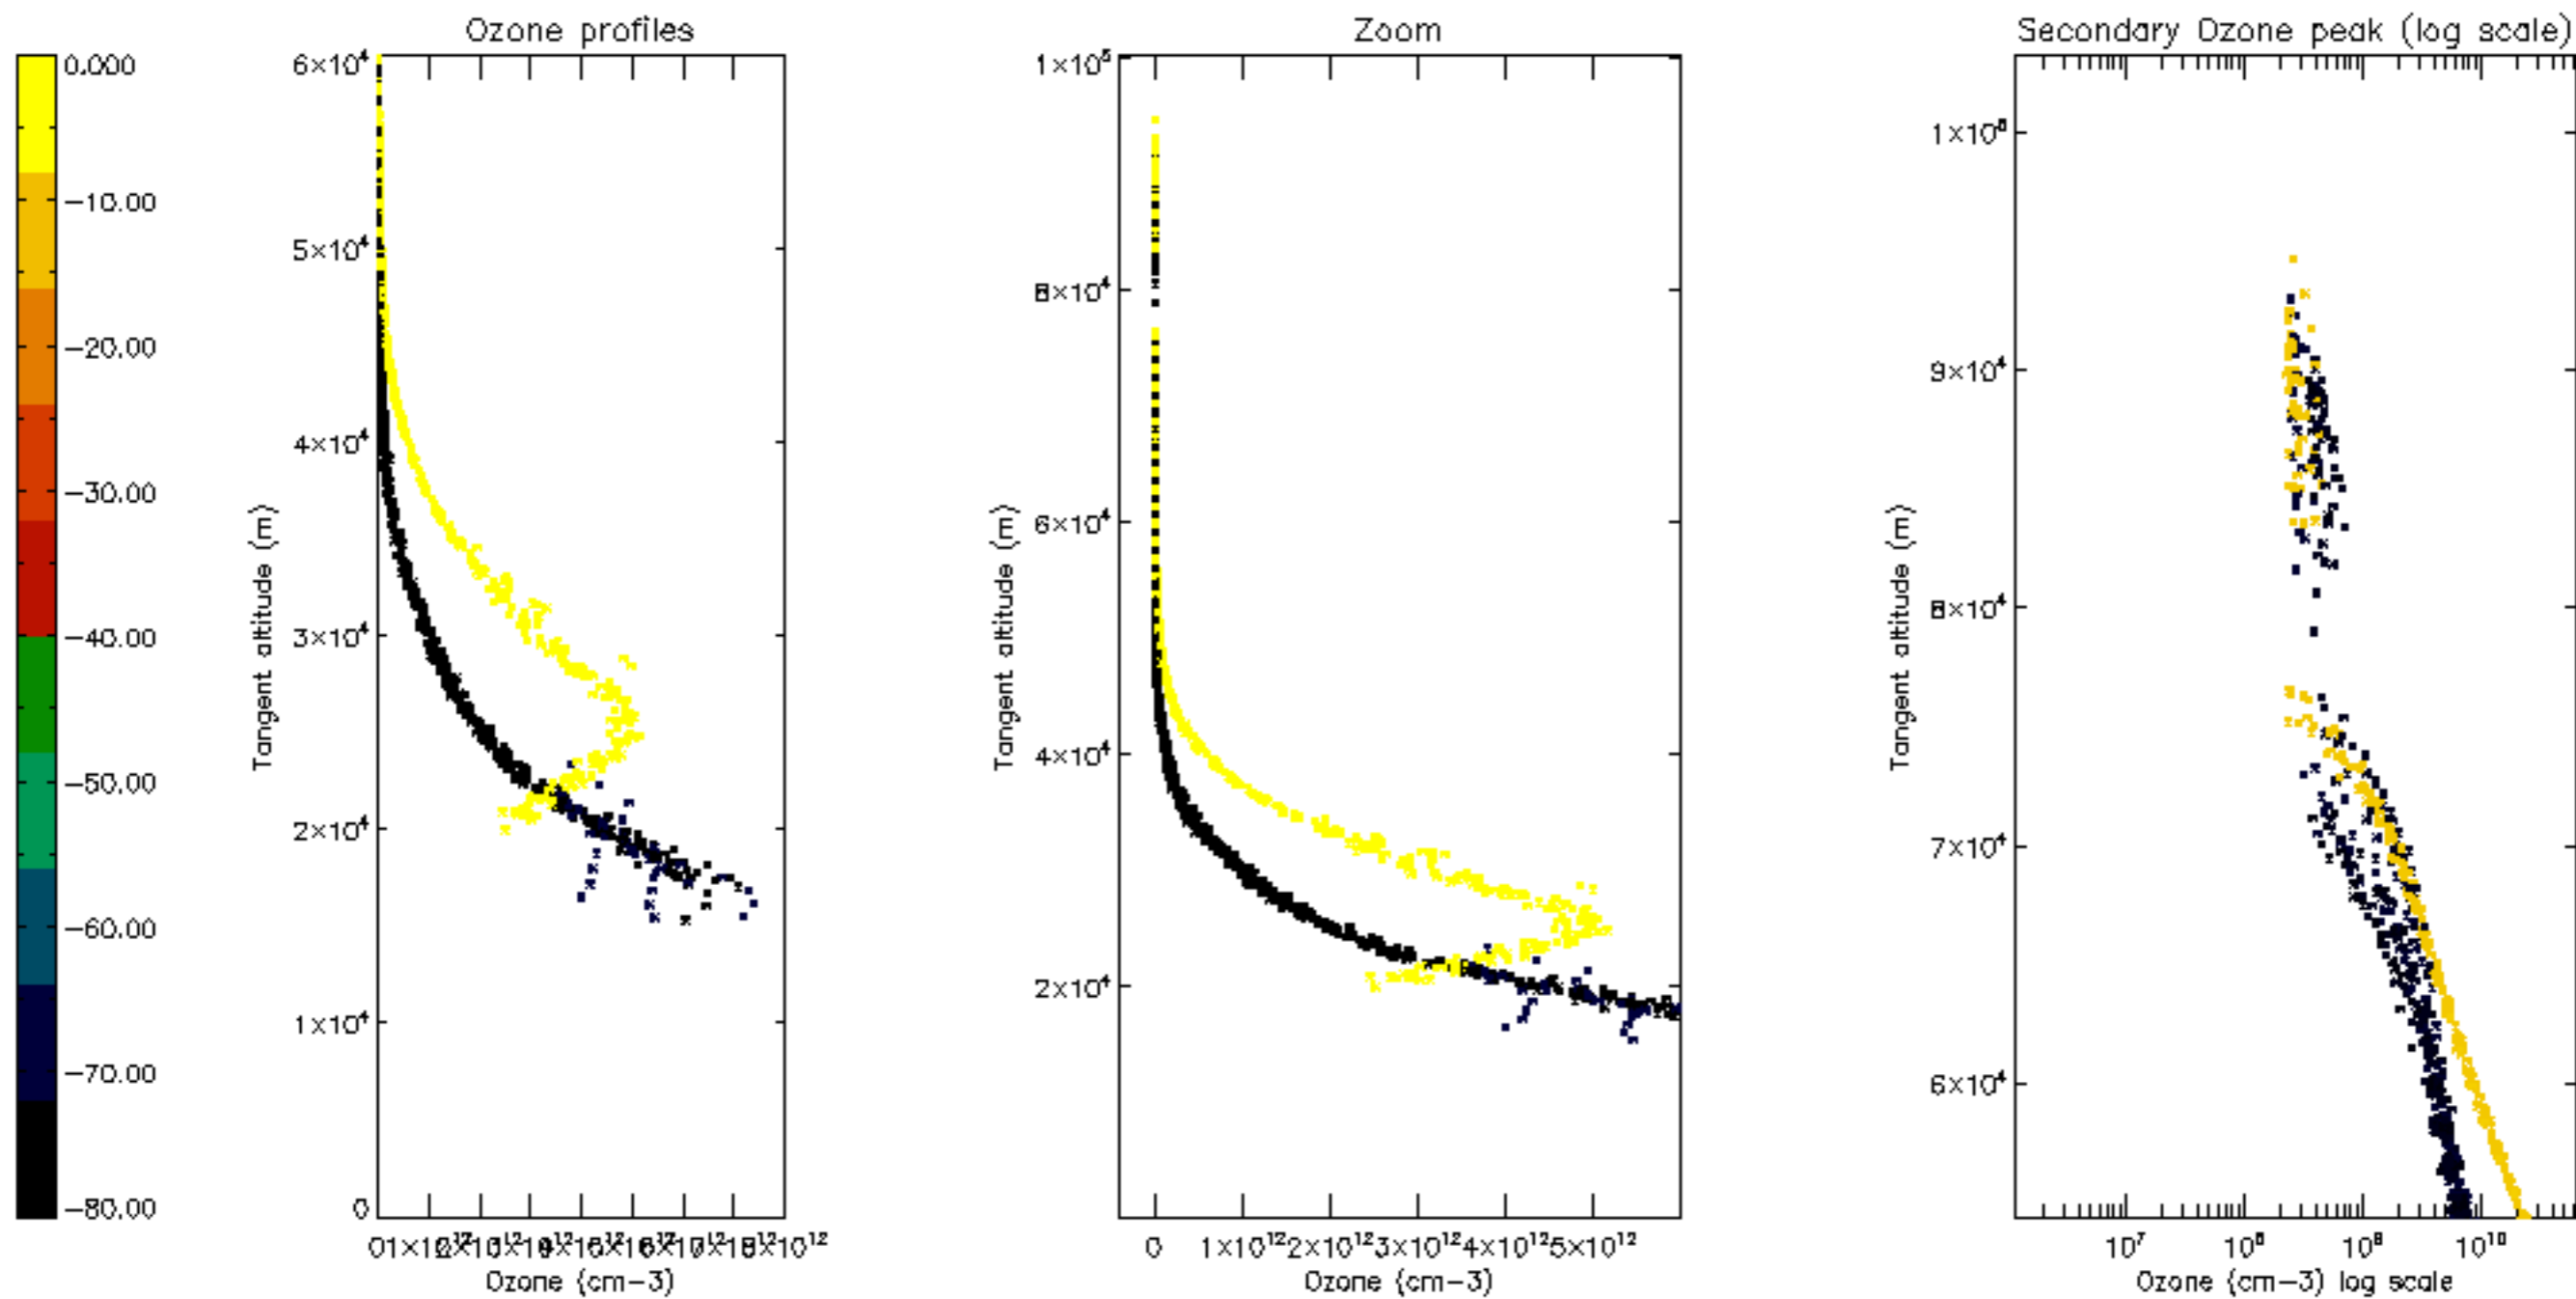 Ozone profiles
Zoom
Secondary Ozone peak (log scale)
0.000
−10.00
−20.00
−30.00
−40.00
−50.00
−60.00
−70.00
−80.00
6×10⁴
5×10⁴
4×10⁴
3×10⁴
2×10⁴
1×10⁴
0
Tangent altitude (m)
8×10¹²
Ozone (cm−3)
1×10⁵
8×10⁴
6×10⁴
4×10⁴
2×10⁴
Tangent altitude (m)
0 1×10¹² 2×10¹² 3×10¹² 4×10¹² 5×10¹²
Ozone (cm−3)
9×10⁴
8×10⁴
7×10⁴
6×10⁴
Tangent altitude (m)
10⁷ 10⁸ 10⁹ 10¹⁰
Ozone (cm−3) log scale